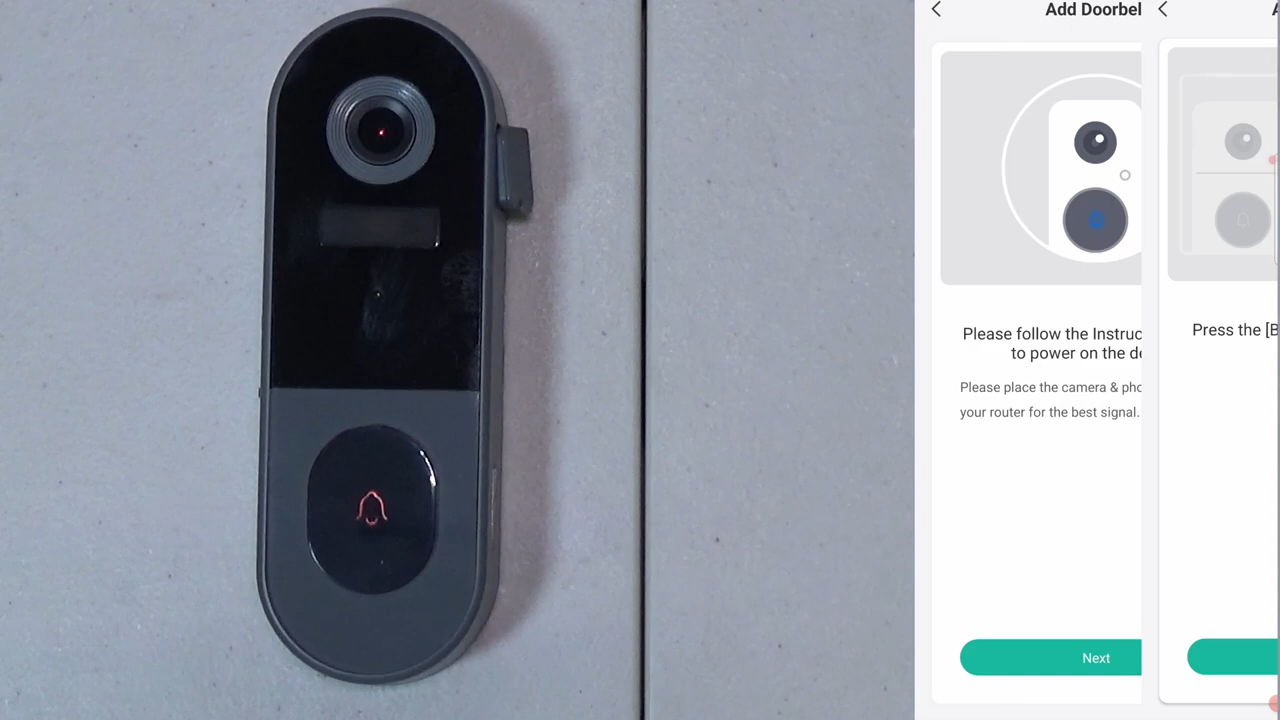 Add Doorbel
Please follow the Instruc
to power on the de
Please place the camera & pho
your router for the best signal.
Next
A
Press the [B